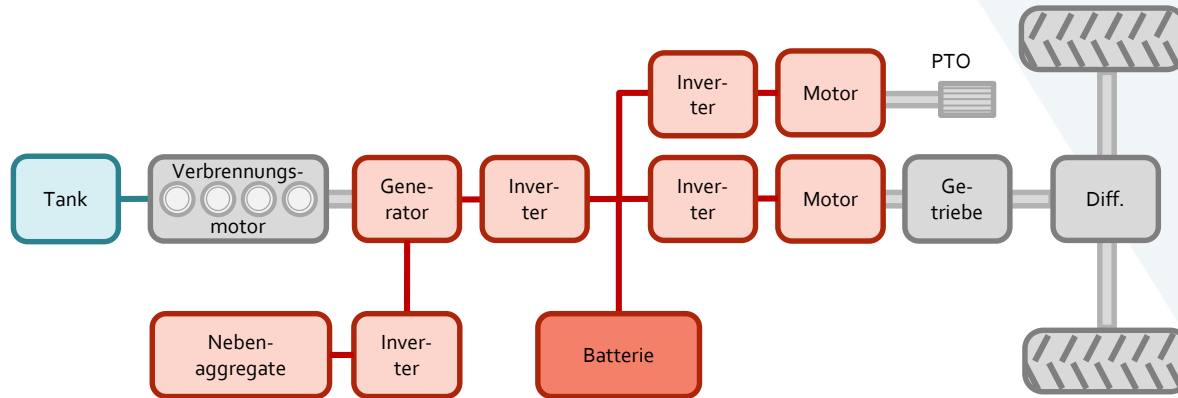 Inver-
ter
Motor
PTO
Tank
Verbrennungs-
motor
Gene-
rator
Inver-
ter
Inver-
ter
Motor
Ge-
triebe
Diff.
Neben-
aggregate
Inver-
ter
Batterie